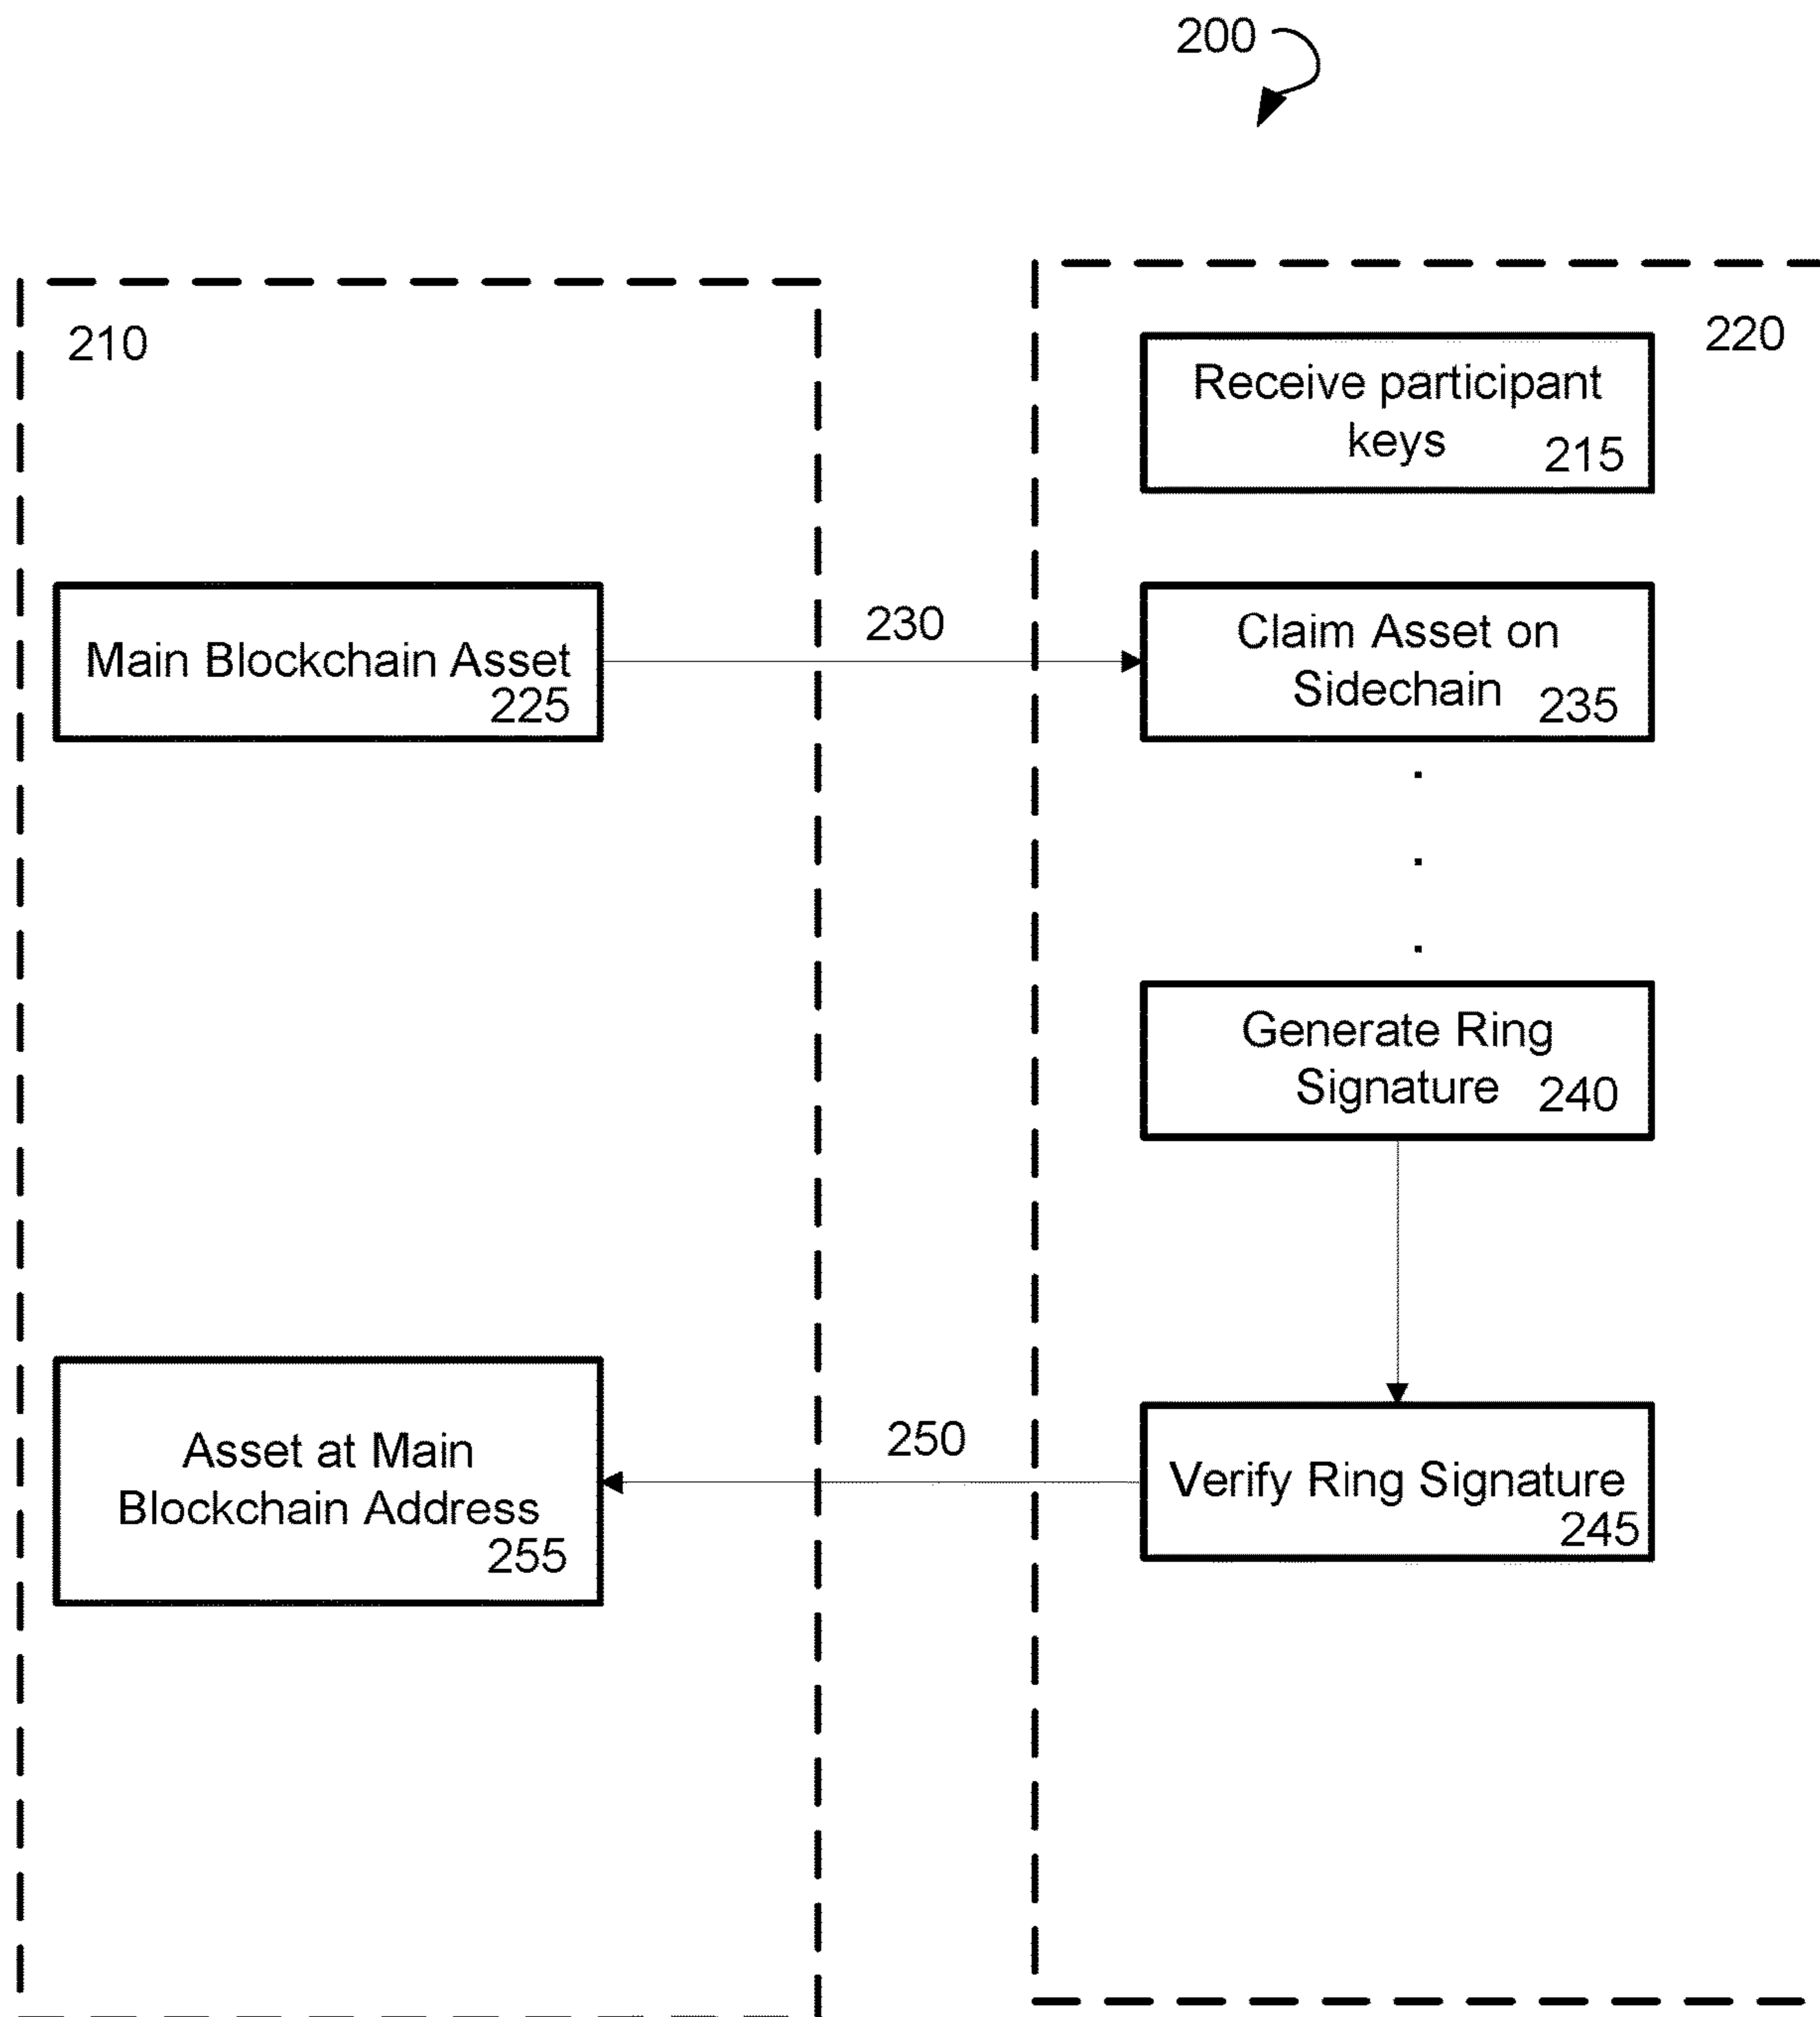 200
210
220
Receive participant
keys 215
Main Blockchain Asset
225
230
Claim Asset on
Sidechain 235
.
.
.
Generate Ring
Signature 240
Asset at Main
Blockchain Address
255
250
Verify Ring Signature
245